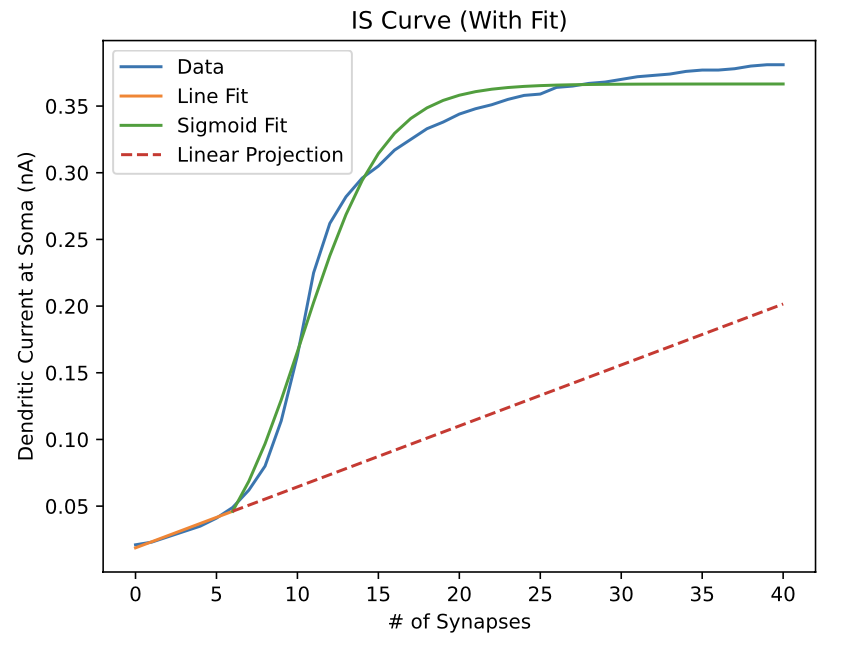 IS Curve (With Fit)
Data
Line Fit
Sigmoid Fit
Linear Projection
Dendritic Current at Soma (nA)
0.35
0.30
0.25
0.20
0.15
0.10
0.05
0 5 10 15 20 25 30 35 40
# of Synapses